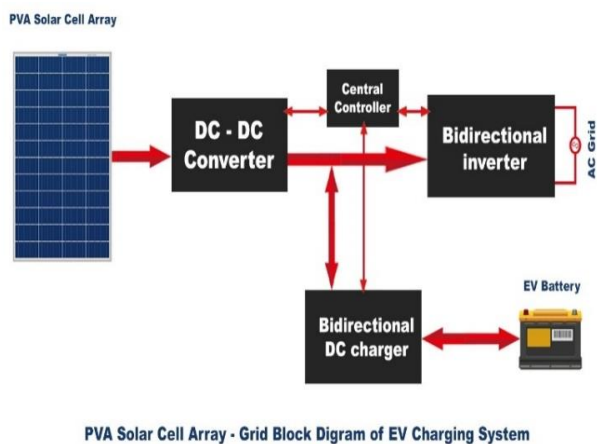 PVA Solar Cell Array
Central
Controller
DC - DC
Converter
Bidirectional
inverter
AC Grid
EV Battery
Bidirectional
DC charger
PVA Solar Cell Array - Grid Block Digram of EV Charging System